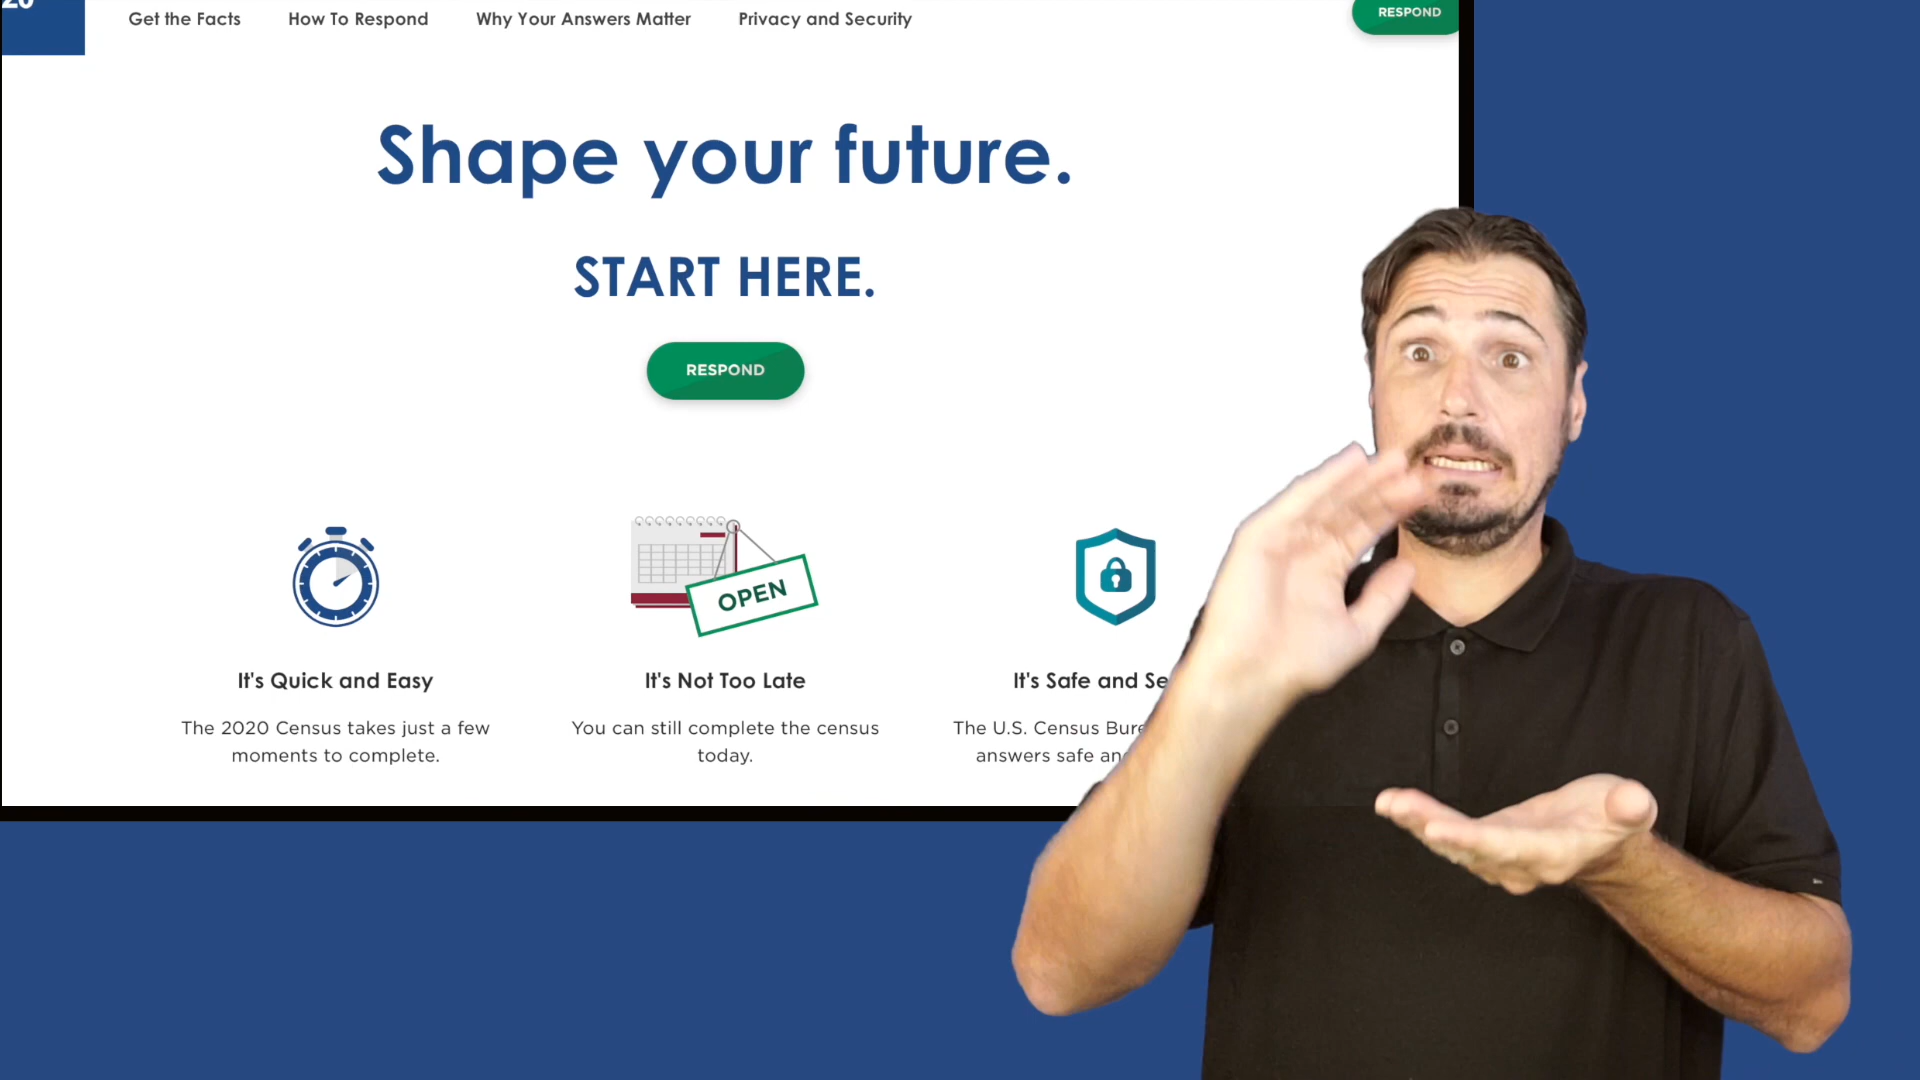 20
Get the Facts How To Respond Why Your Answers Matter Privacy and Security RESPOND
Shape your future.
START HERE.
RESPOND
OPEN
It's Quick and Easy
The 2020 Census takes just a few
moments to complete.
It's Not Too Late
You can still complete the census
today.
It's Safe and Se
The U.S. Census Bure
answers safe an